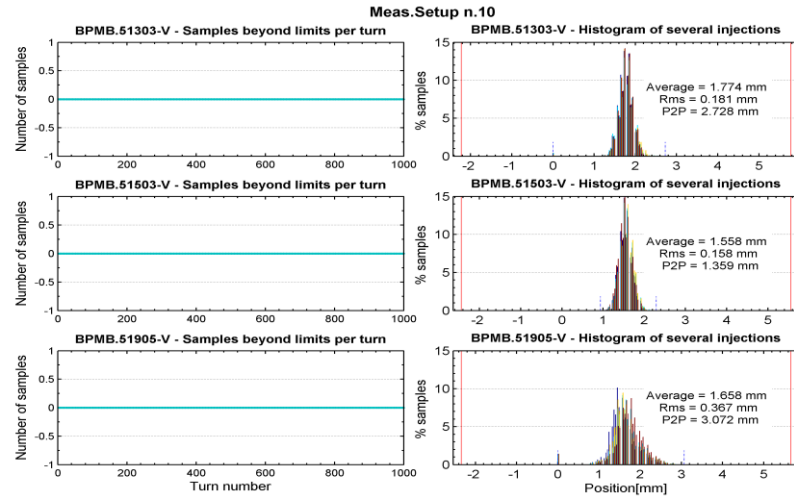 Meas.Setup n.10
BPMB.51303-V - Samples beyond limits per turn
Number of samples
1
0.5
0
-0.5
-1
0 200 400 600 800 1000
BPMB.51303-V - Histogram of several injections
% samples
15
10
5
0
Average = 1.774 mm
Rms = 0.181 mm
P2P = 2.728 mm
-2 -1 0 1 2 3 4 5
BPMB.51503-V - Samples beyond limits per turn
Number of samples
1
0.5
0
-0.5
-1
0 200 400 600 800 1000
BPMB.51503-V - Histogram of several injections
% samples
15
10
5
0
Average = 1.558 mm
Rms = 0.158 mm
P2P = 1.359 mm
-2 -1 0 1 2 3 4 5
BPMB.51905-V - Samples beyond limits per turn
Number of samples
1
0.5
0
-0.5
-1
0 200 400 600 800 1000
Turn number
BPMB.51905-V - Histogram of several injections
% samples
15
10
5
0
Average = 1.658 mm
Rms = 0.367 mm
P2P = 3.072 mm
-2 -1 0 1 2 3 4 5
Position[mm]